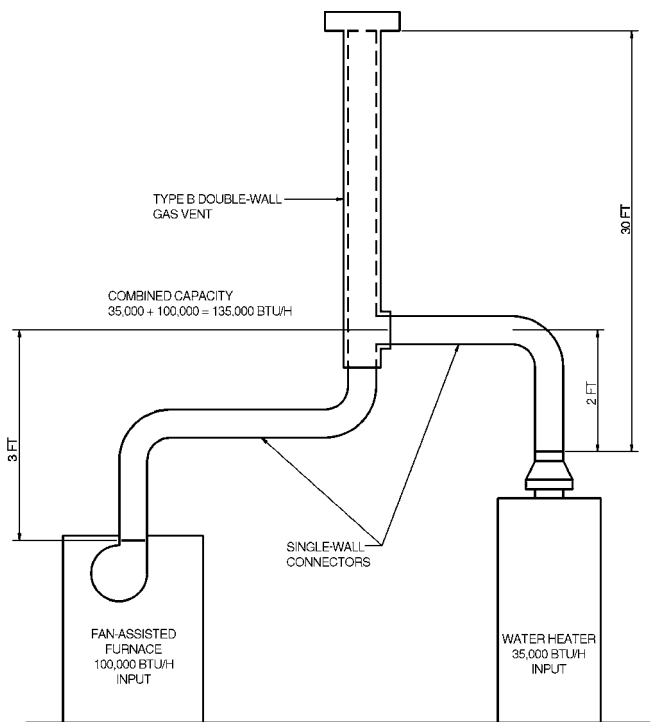 30 FT
TYPE B DOUBLE-WALL
GAS VENT
COMBINED CAPACITY
35,000 + 100,000 = 135,000 BTU/H
3 FT
2 FT
SINGLE-WALL
CONNECTORS
FAN-ASSISTED
FURNACE
100,000 BTU/H
INPUT
WATER HEATER
35,000 BTU/H
INPUT